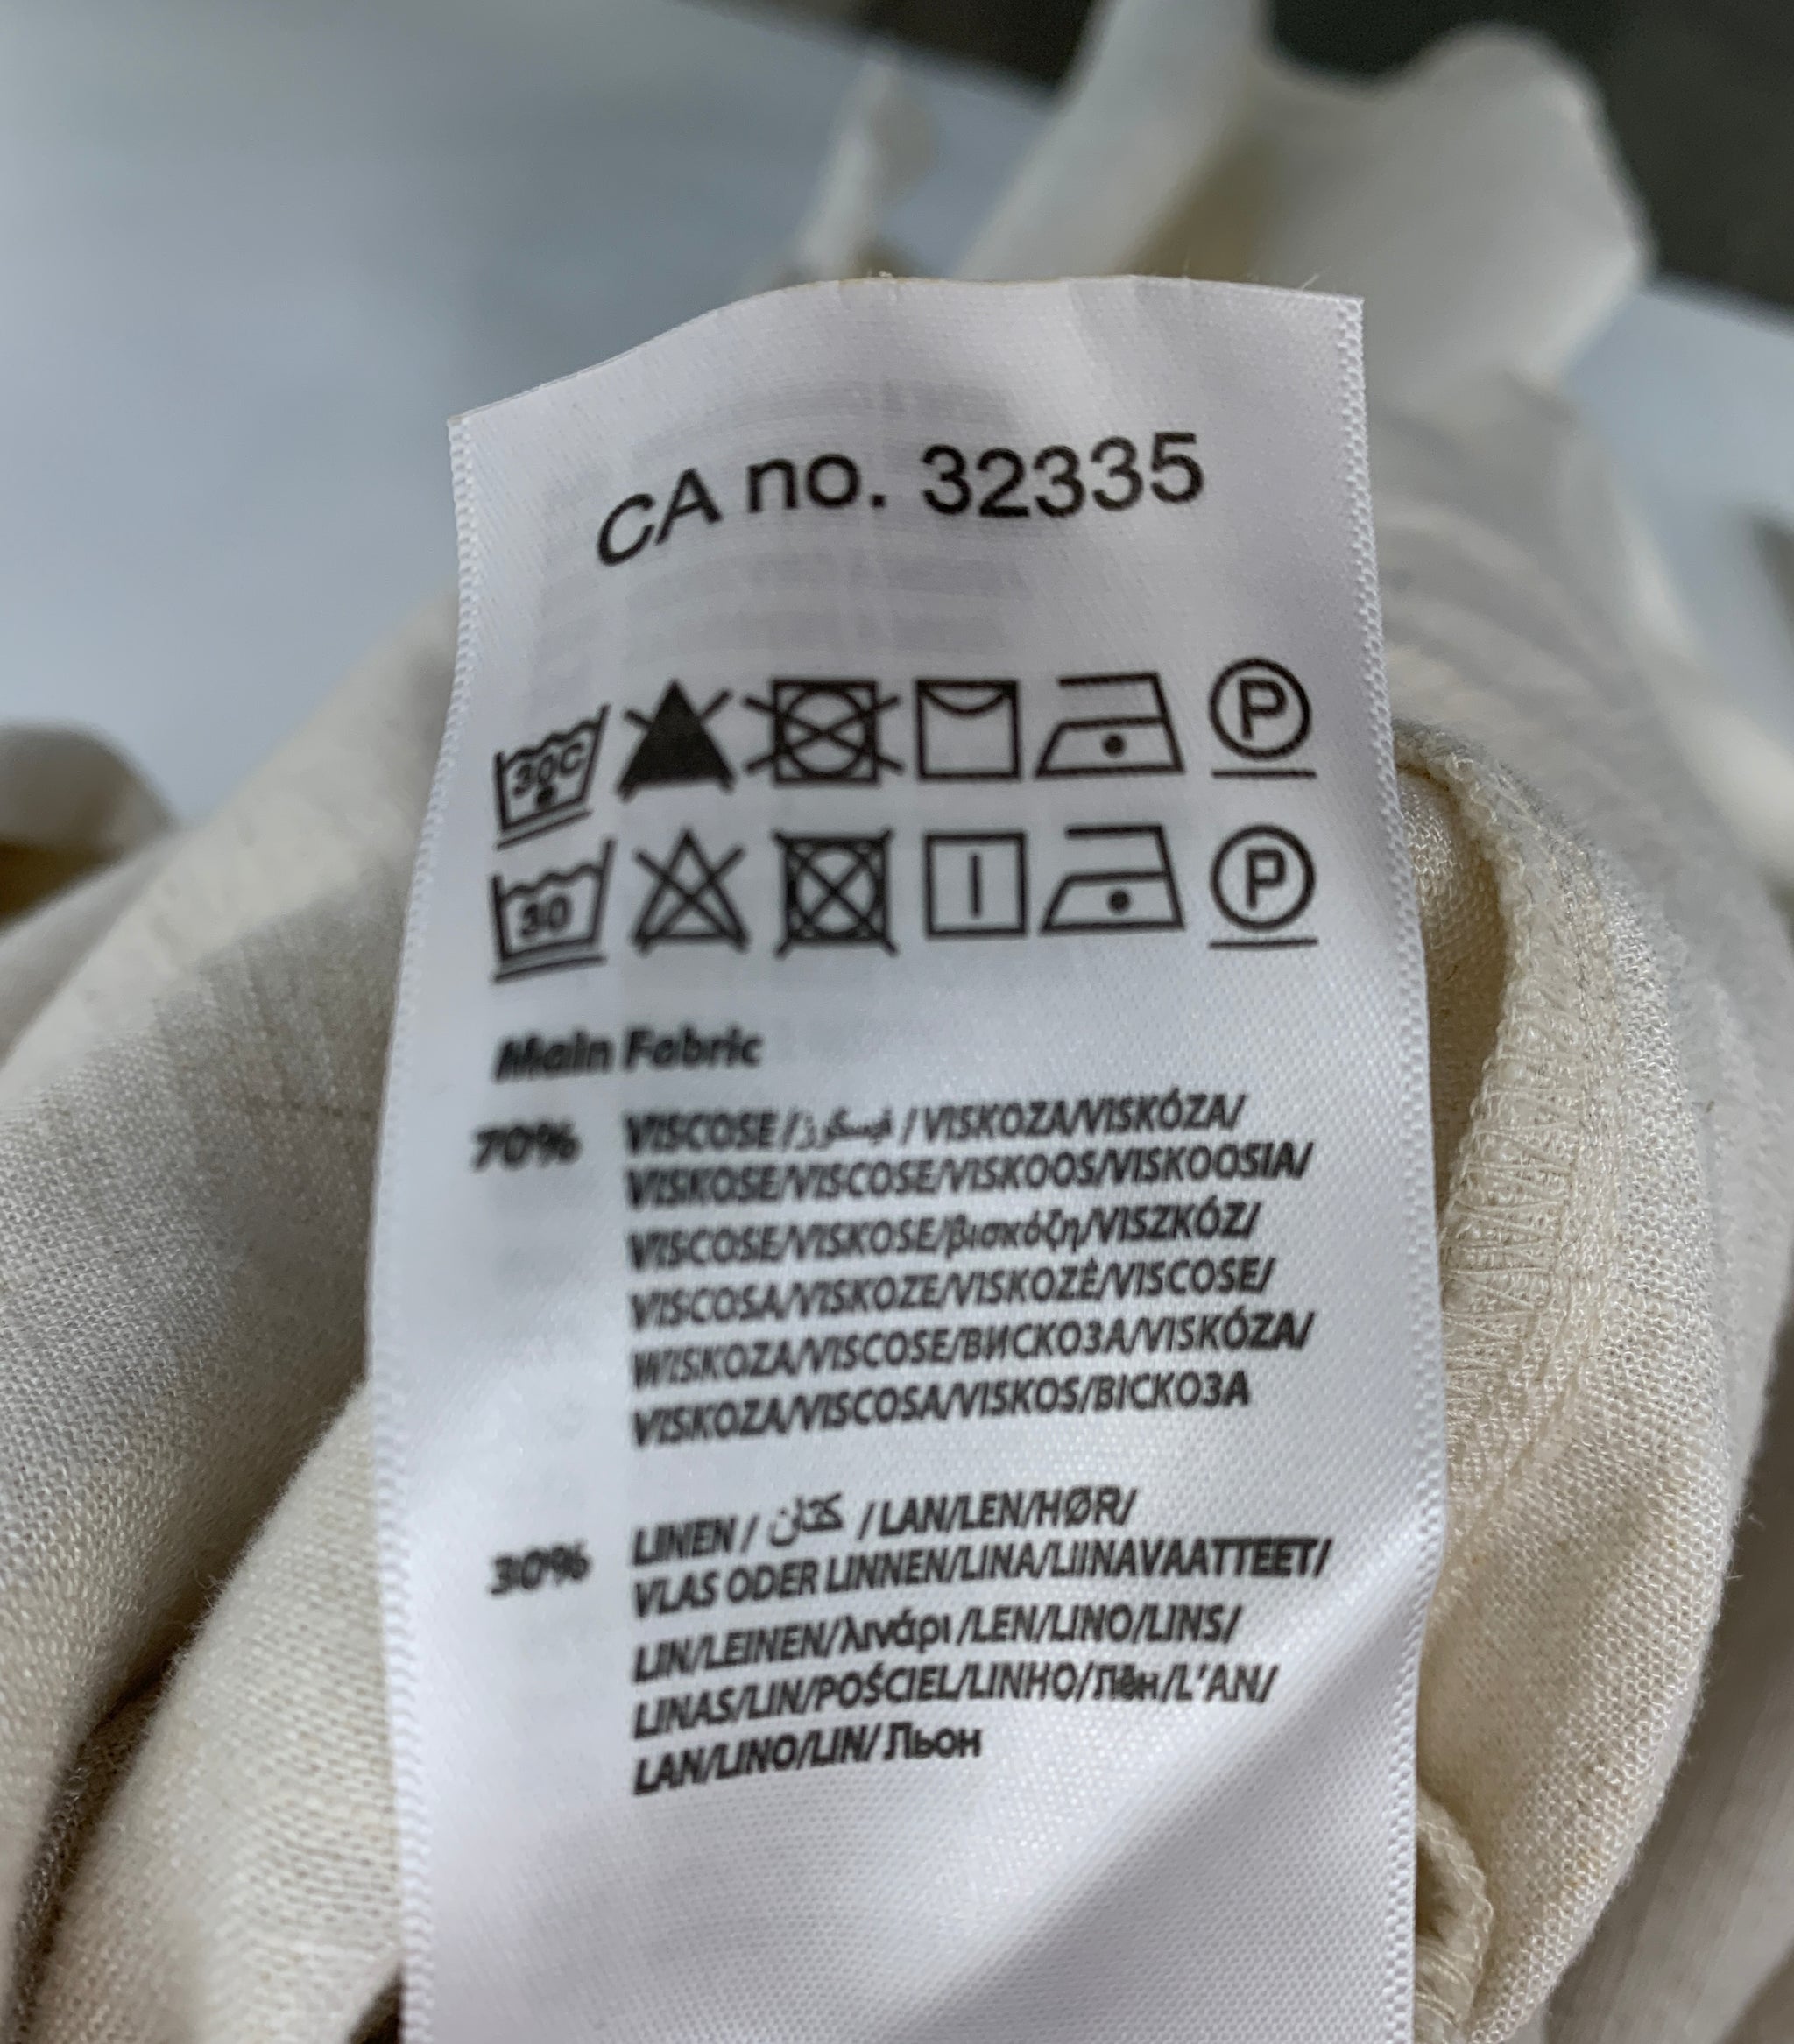 CA no. 32335
30C P
30 P
Main Fabric
70% VISCOSE / فيسكوز / VISKOZA/VISKÓZA/
VISKOSE/VISCOSE/VISKOOS/VISKOOSIA/
VISCOSE/VISKOSE/βισκόζη/VISZKÓZ/
VISCOSA/VISKOZE/VISKOZĖ/VISCOSE/
WISKOZA/VISCOSE/ВИСКОЗА/VISKÓZA/
VISKOZA/VISCOSA/VISKOS/ВІСКОЗА
30% LINEN / كتان / LAN/LEN/HØR/
VLAS ODER LINNEN/LINA/LIINAVAATTEET/
LIN/LEINEN/λινάρι /LEN/LINO/LINS/
LINAS/LIN/POŚCIEL/LINHO/Лён/L'AN/
LAN/LINO/LIN/ Льон